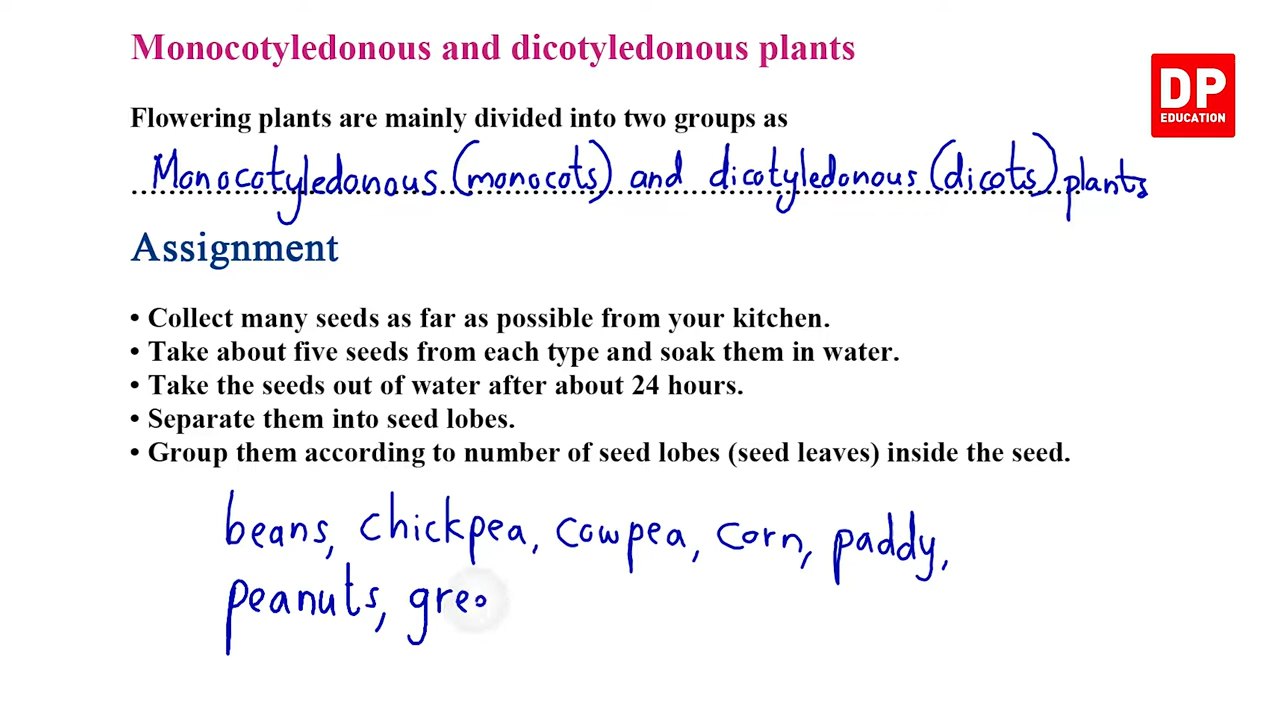 Monocotyledonous and dicotyledonous plants
DP
EDUCATION
Flowering plants are mainly divided into two groups as
Monocotyledonous (monocots) and dicotyledonous (dicots) plants
Assignment
• Collect many seeds as far as possible from your kitchen.
• Take about five seeds from each type and soak them in water.
• Take the seeds out of water after about 24 hours.
• Separate them into seed lobes.
• Group them according to number of seed lobes (seed leaves) inside the seed.
beans, chickpea, cowpea, corn, paddy,
peanuts,